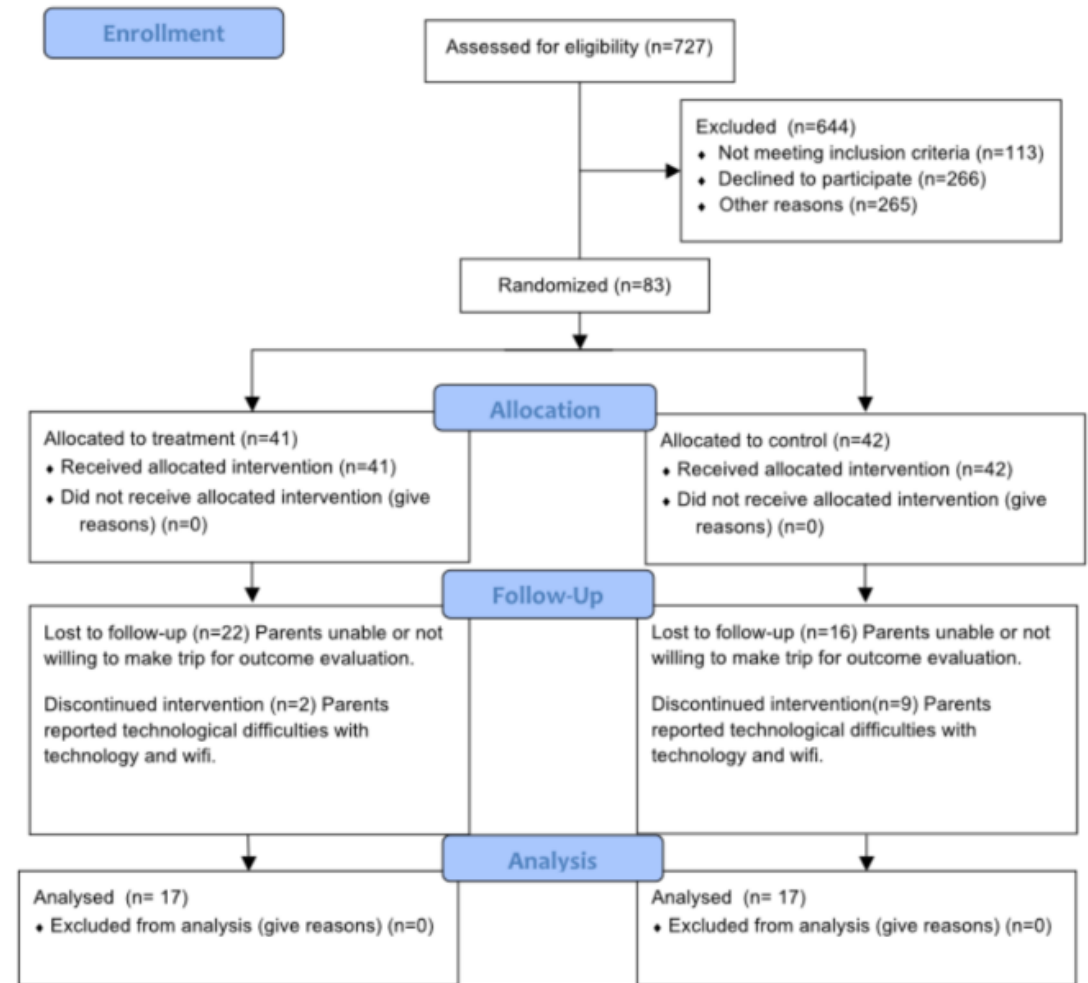 Enrollment
Assessed for eligibility (n=727)
Excluded (n=644)
⬧ Not meeting inclusion criteria (n=113)
⬧ Declined to participate (n=266)
⬧ Other reasons (n=265)
Randomized (n=83)
Allocation
Allocated to treatment (n=41)
⬧ Received allocated intervention (n=41)
⬧ Did not receive allocated intervention (give
reasons) (n=0)
Allocated to control (n=42)
⬧ Received allocated intervention (n=42)
⬧ Did not receive allocated intervention (give
reasons) (n=0)
Follow-Up
Lost to follow-up (n=22) Parents unable or not
willing to make trip for outcome evaluation.
Discontinued intervention (n=2) Parents
reported technological difficulties with
technology and wifi.
Lost to follow-up (n=16) Parents unable or not
willing to make trip for outcome evaluation.
Discontinued intervention(n=9) Parents
reported technological difficulties with
technology and wifi.
Analysis
Analysed (n= 17)
⬧ Excluded from analysis (give reasons) (n=0)
Analysed (n= 17)
⬧ Excluded from analysis (give reasons) (n=0)